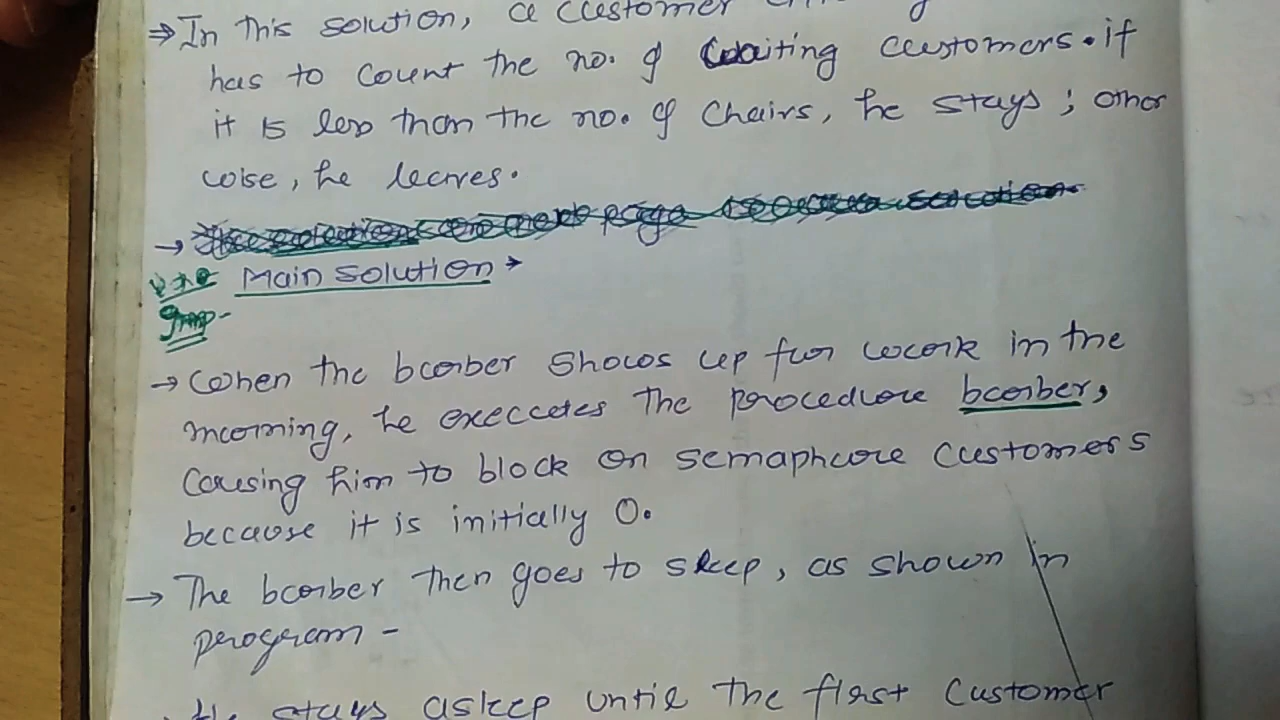 ⇒ In this solution, a customer
has to count the no. of waiting customers. if
it is less than the no. of chairs, he stays ; other
wise, he leaves.
→
Main solution →
Imp-
→ When the barber shows up for work in the
morning, he executes the procedure barber,
causing him to block on semaphore customers
because it is initially 0.
→ The barber then goes to sleep, as shown in
program -
He stays asleep until the first customer